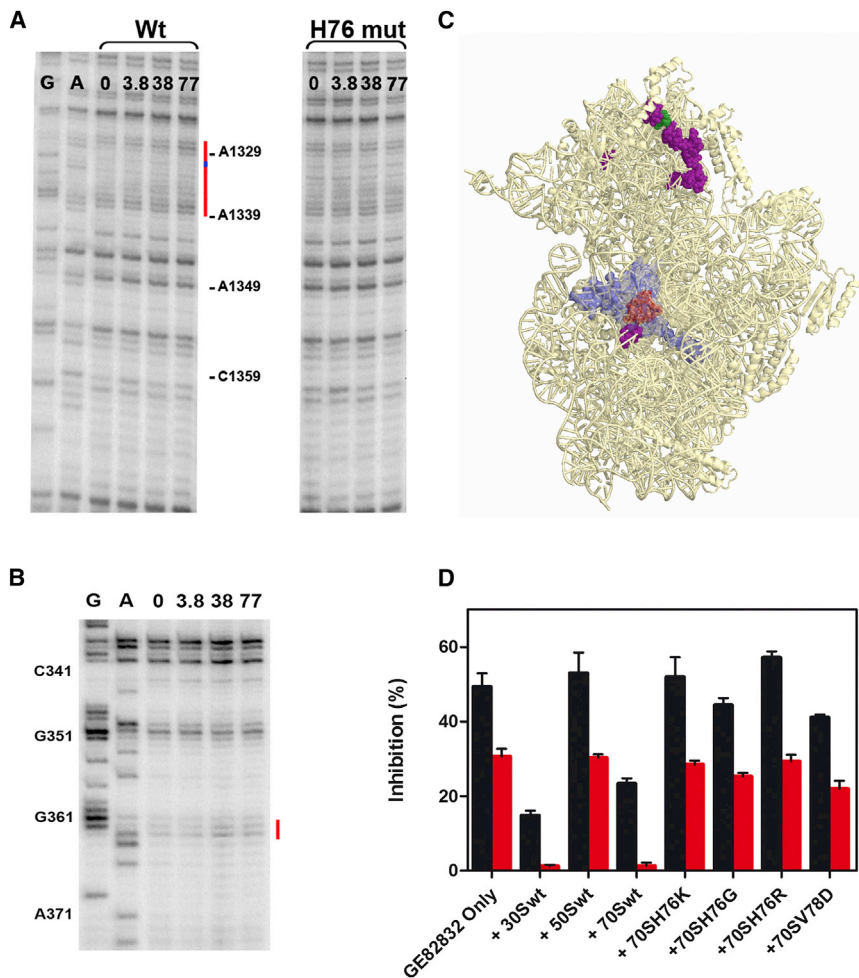 A
Wt
H76 mut
G A 0 3.8 38 77
0 3.8 38 77
- A1329
- A1339
- A1349
- C1359
C
B
G A 0 3.8 38 77
C341
G351
G361
A371
D
Inhibition (%)
60
40
20
0
GE82832 Only
+ 30Swt
+ 50Swt
+ 70Swt
+ 70SH76K
+70SH76G
+70SH76R
+70SV78D